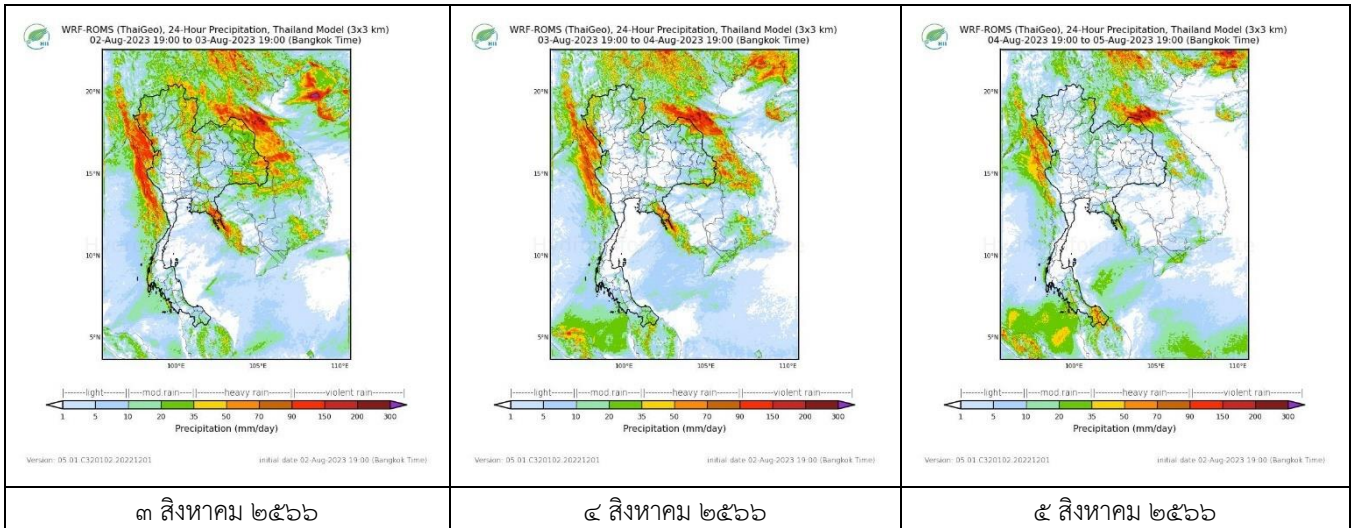 WRF-ROMS (ThaiGeo), 24-Hour Precipitation, Thailand Model (3x3 km)
02-Aug-2023 19:00 to 03-Aug-2023 19:00 (Bangkok Time)
HII
20°N
15°N
10°N
5°N
100°E 105°E 110°E
|-------light-------||----mod rain----||--------heavy rain--------||--------violent rain--------|
1 5 10 20 35 50 70 90 150 200 300
Precipitation (mm/day)
Version: 05.01.C320102.20221201 initial date 02-Aug-2023 19:00 (Bangkok Time)
๓ สิงหาคม ๒๕๖๖
WRF-ROMS (ThaiGeo), 24-Hour Precipitation, Thailand Model (3x3 km)
03-Aug-2023 19:00 to 04-Aug-2023 19:00 (Bangkok Time)
HII
20°N
15°N
10°N
5°N
100°E 105°E 110°E
|-------light-------||----mod rain----||--------heavy rain--------||--------violent rain--------|
1 5 10 20 35 50 70 90 150 200 300
Precipitation (mm/day)
Version: 05.01.C320102.20221201 initial date 02-Aug-2023 19:00 (Bangkok Time)
๔ สิงหาคม ๒๕๖๖
WRF-ROMS (ThaiGeo), 24-Hour Precipitation, Thailand Model (3x3 km)
04-Aug-2023 19:00 to 05-Aug-2023 19:00 (Bangkok Time)
HII
20°N
15°N
10°N
5°N
100°E 105°E 110°E
|-------light-------||----mod rain----||--------heavy rain--------||--------violent rain--------|
1 5 10 20 35 50 70 90 150 200 300
Precipitation (mm/day)
Version: 05.01.C320102.20221201 initial date 02-Aug-2023 19:00 (Bangkok Time)
๕ สิงหาคม ๒๕๖๖